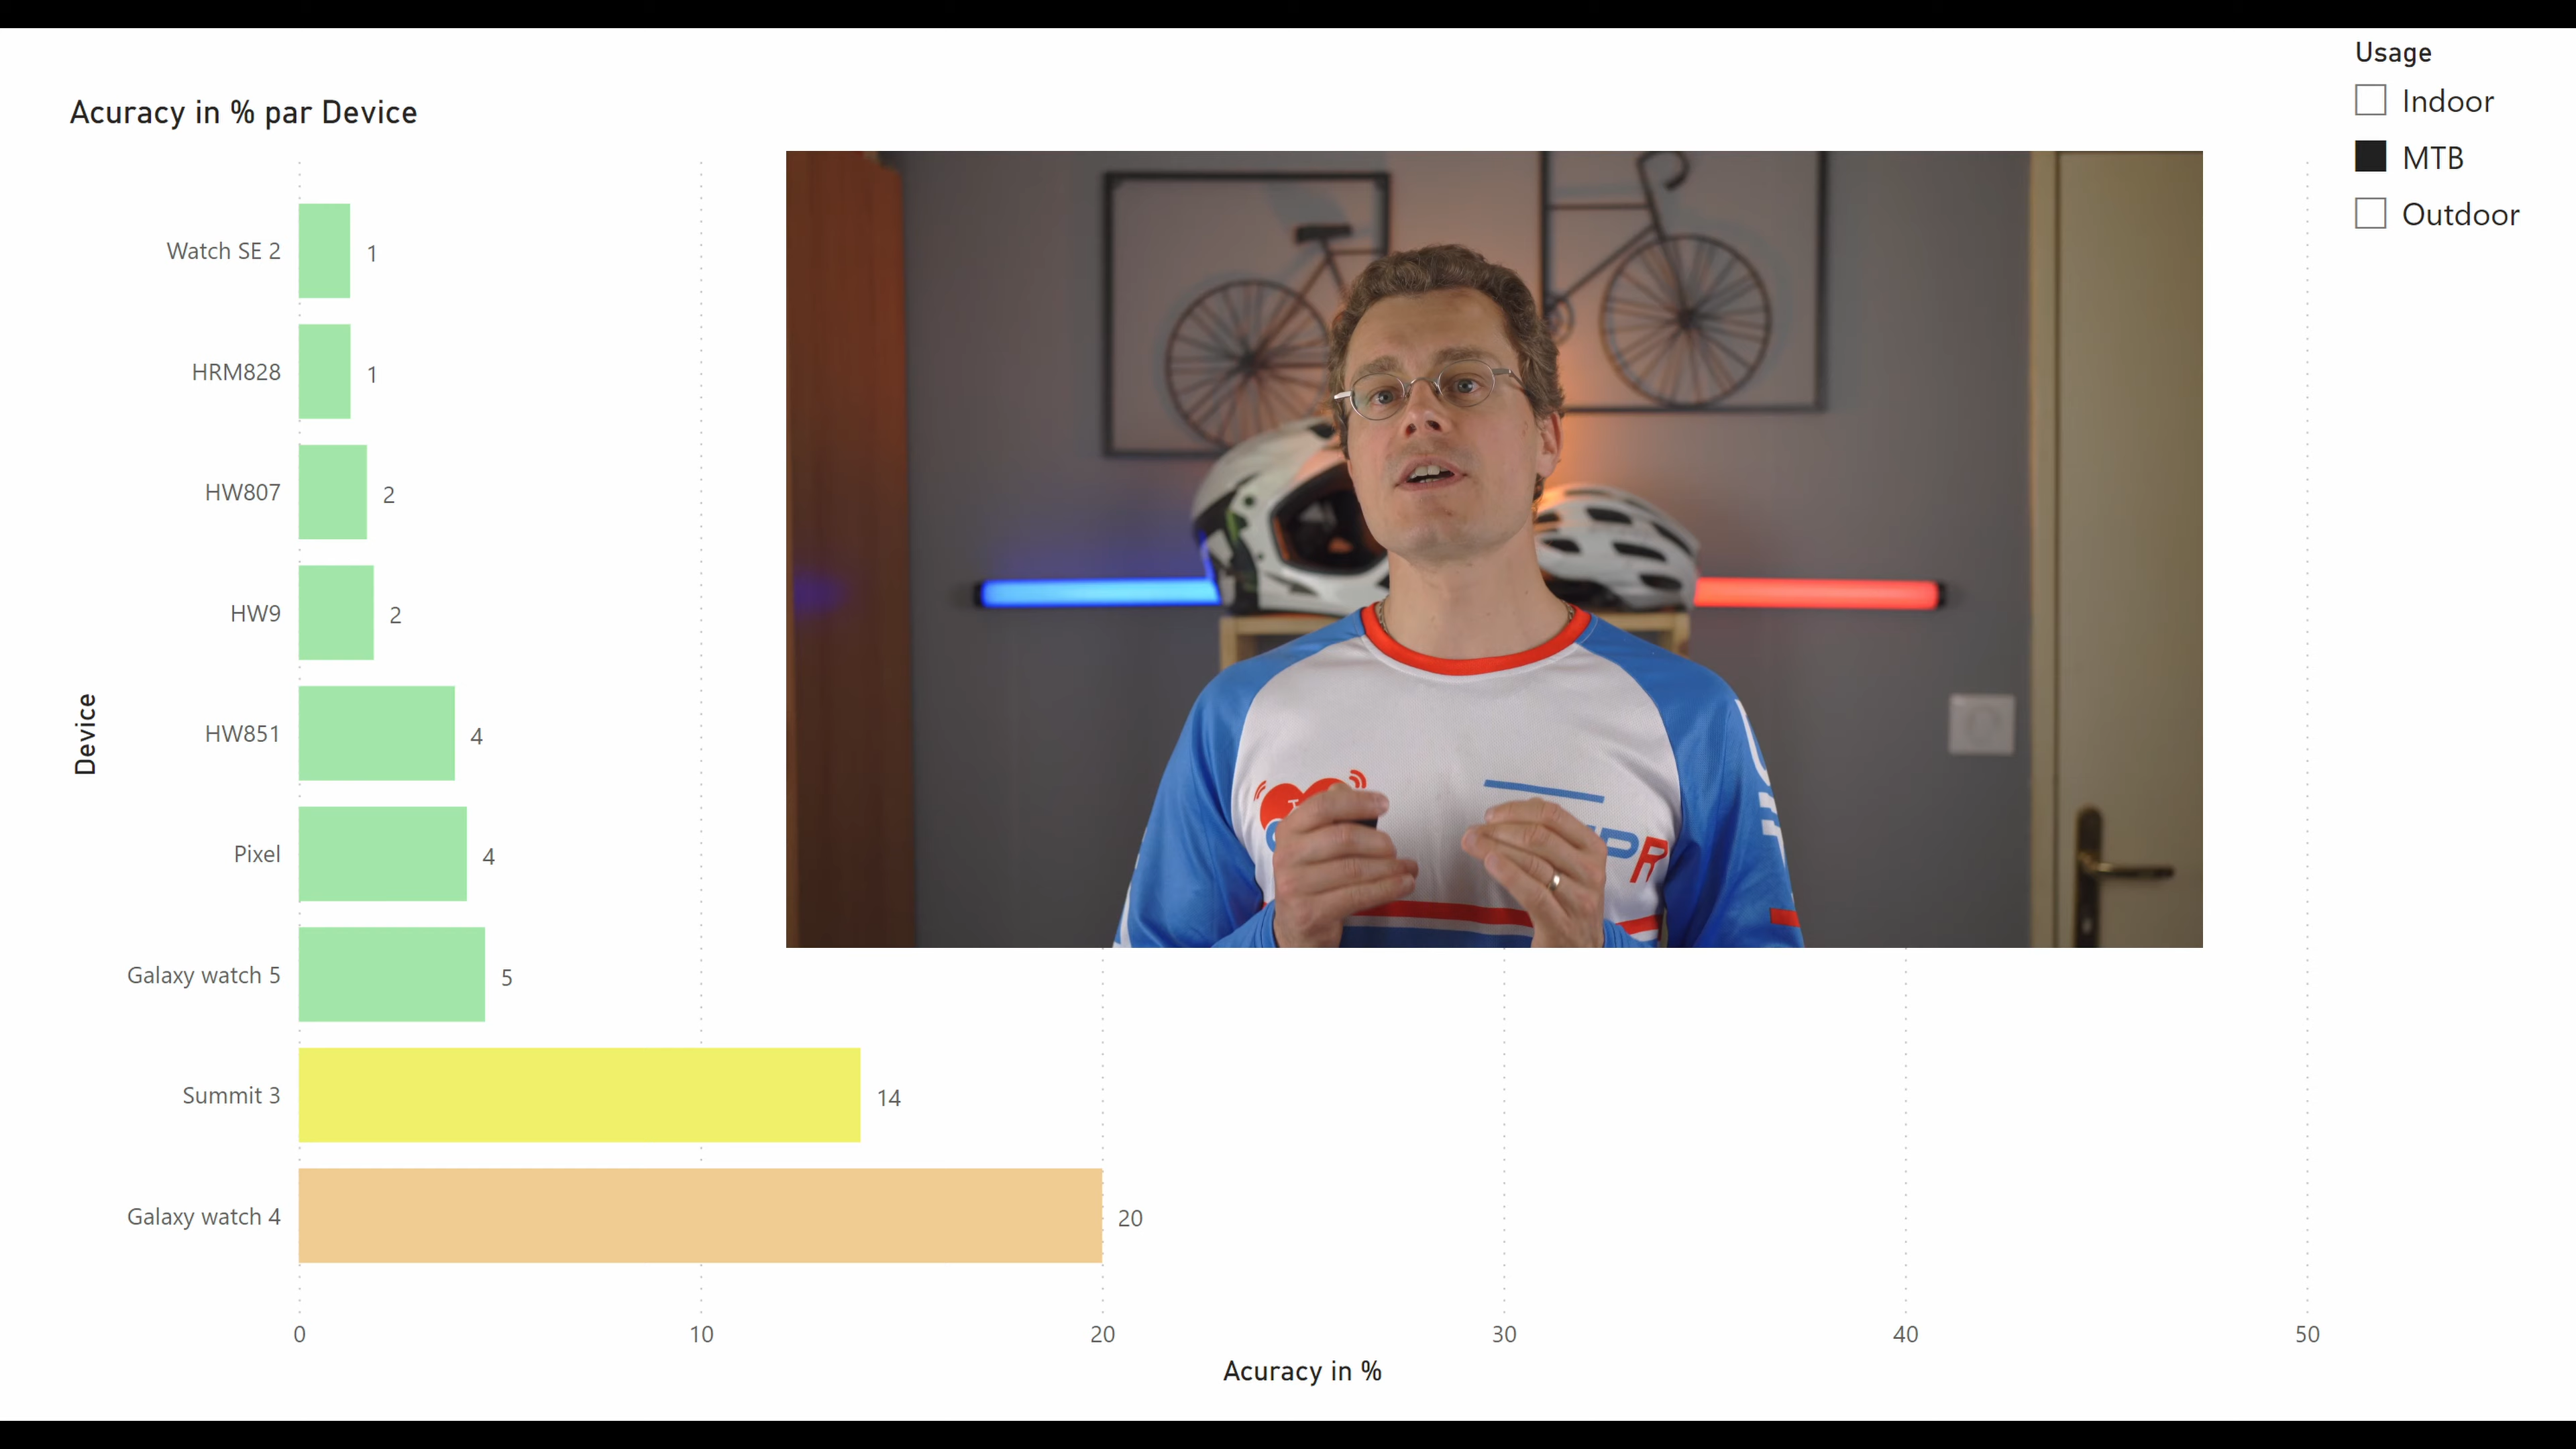 Usage
Indoor
MTB
Outdoor
Acuracy in % par Device
Watch SE 2
1
HRM828
1
HW807
2
HW9
2
HW851
4
Pixel
4
Galaxy watch 5
5
Summit 3
14
Galaxy watch 4
20
Device
0 10 20 30 40 50
Acuracy in %